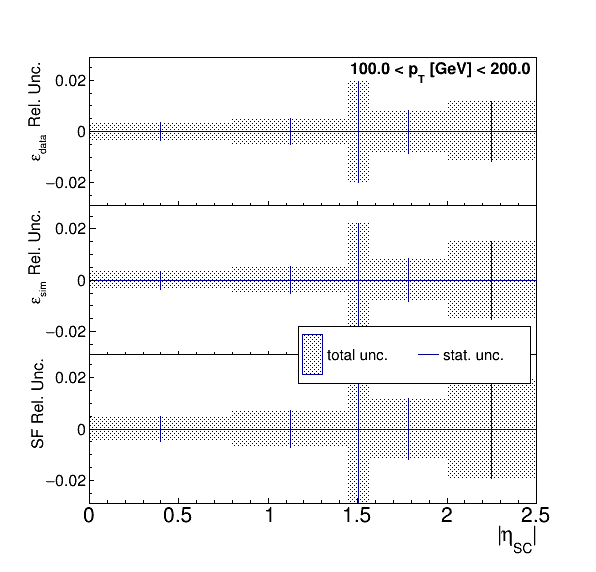 100.0 < p_T [GeV] < 200.0
ε_data Rel. Unc.
0.02
0
−0.02
ε_sim Rel. Unc.
0.02
0
−0.02
total unc. stat. unc.
SF Rel. Unc.
0.02
0
−0.02
0 0.5 1 1.5 2 2.5
|η_SC|